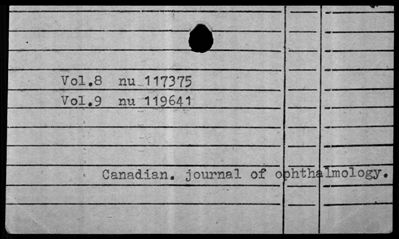 Vol.8 nu 117375
Vol.9 nu 119641
Canadian. journal of ophthalmology.